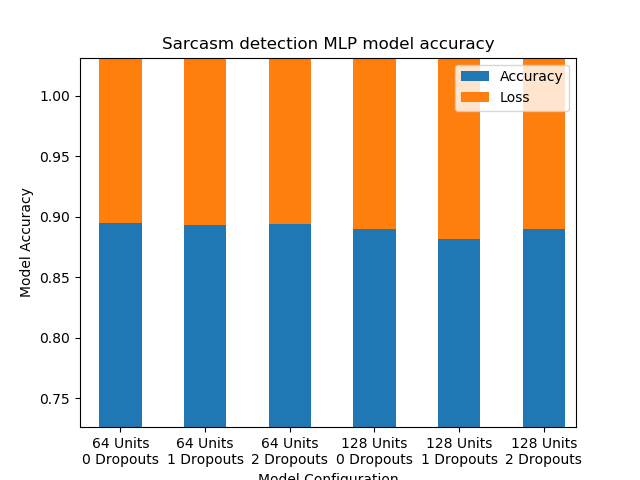 Sarcasm detection MLP model accuracy
Accuracy
Loss
Model Accuracy
1.00
0.95
0.90
0.85
0.80
0.75
64 Units 64 Units 64 Units 128 Units 128 Units 128 Units
0 Dropouts 1 Dropouts 2 Dropouts 0 Dropouts 1 Dropouts 2 Dropouts
Model Configuration